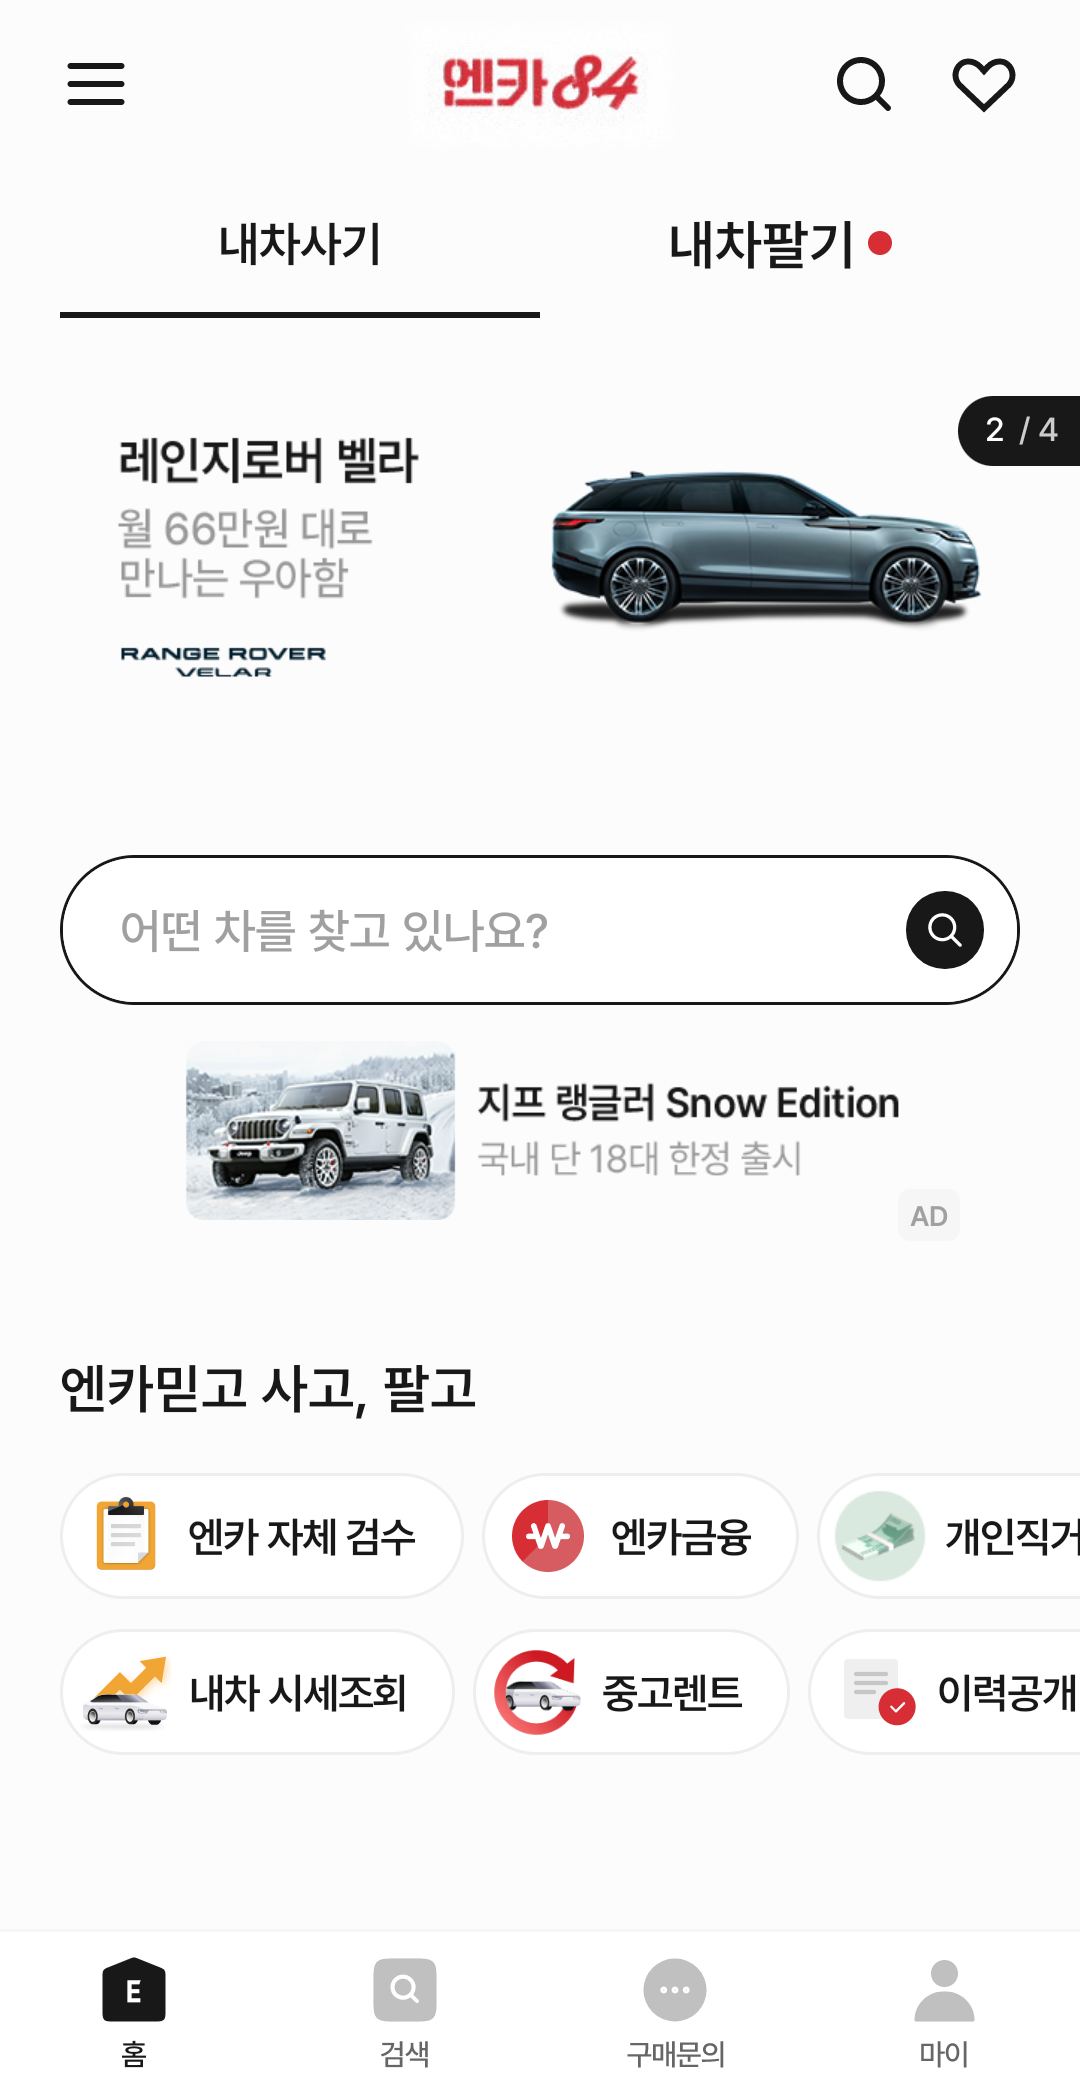 엔카84
내차사기
내차팔기
2 / 4
레인지로버 벨라
월 66만원 대로
만나는 우아함
RANGE ROVER
VELAR
어떤 차를 찾고 있나요?
지프 랭글러 Snow Edition
국내 단 18대 한정 출시
AD
엔카믿고 사고, 팔고
엔카 자체 검수
엔카금융
개인직거
내차 시세조회
중고렌트
이력공개
E
홈
검색
구매문의
마이